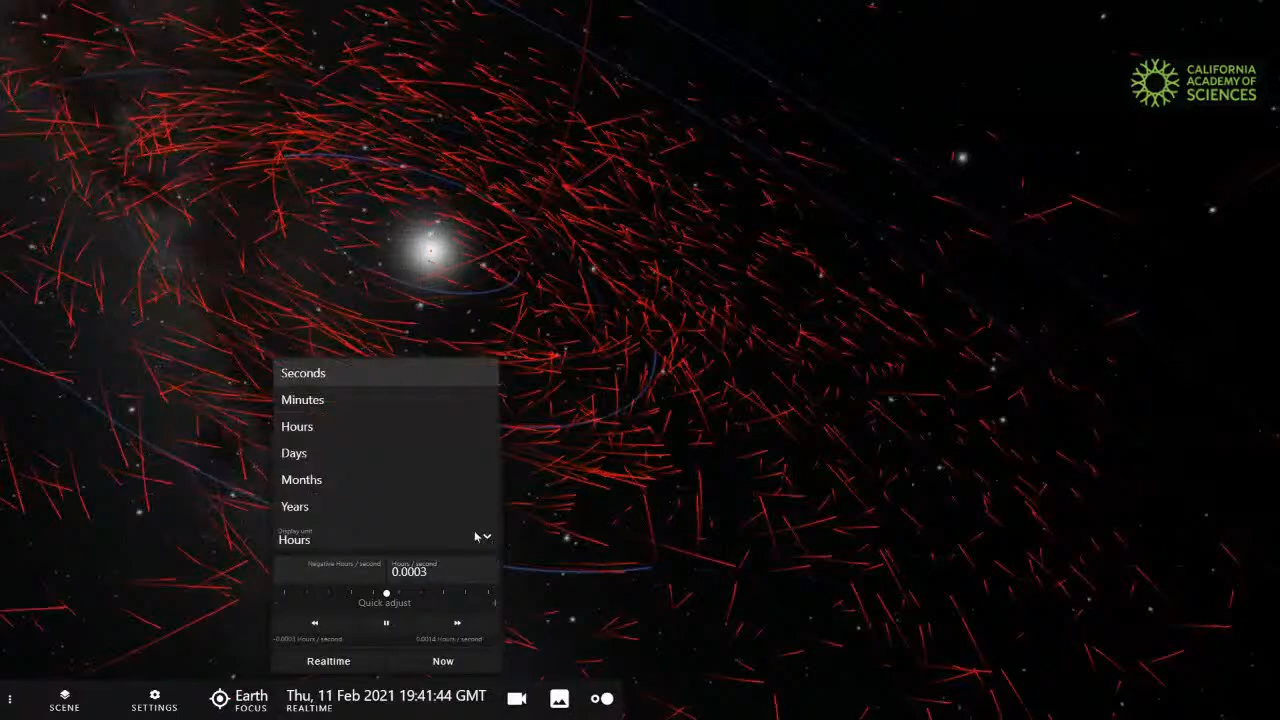 CALIFORNIA
ACADEMY OF
SCIENCES
Seconds
Minutes
Hours
Days
Months
Years
Display unit
Hours
Negative Hours / second
Hours / second
0.0003
Quick adjust
-0.0003 Hours / second
0.0014 Hours / second
Realtime
Now
SCENE
SETTINGS
Earth
FOCUS
Thu, 11 Feb 2021 19:41:44 GMT
REALTIME